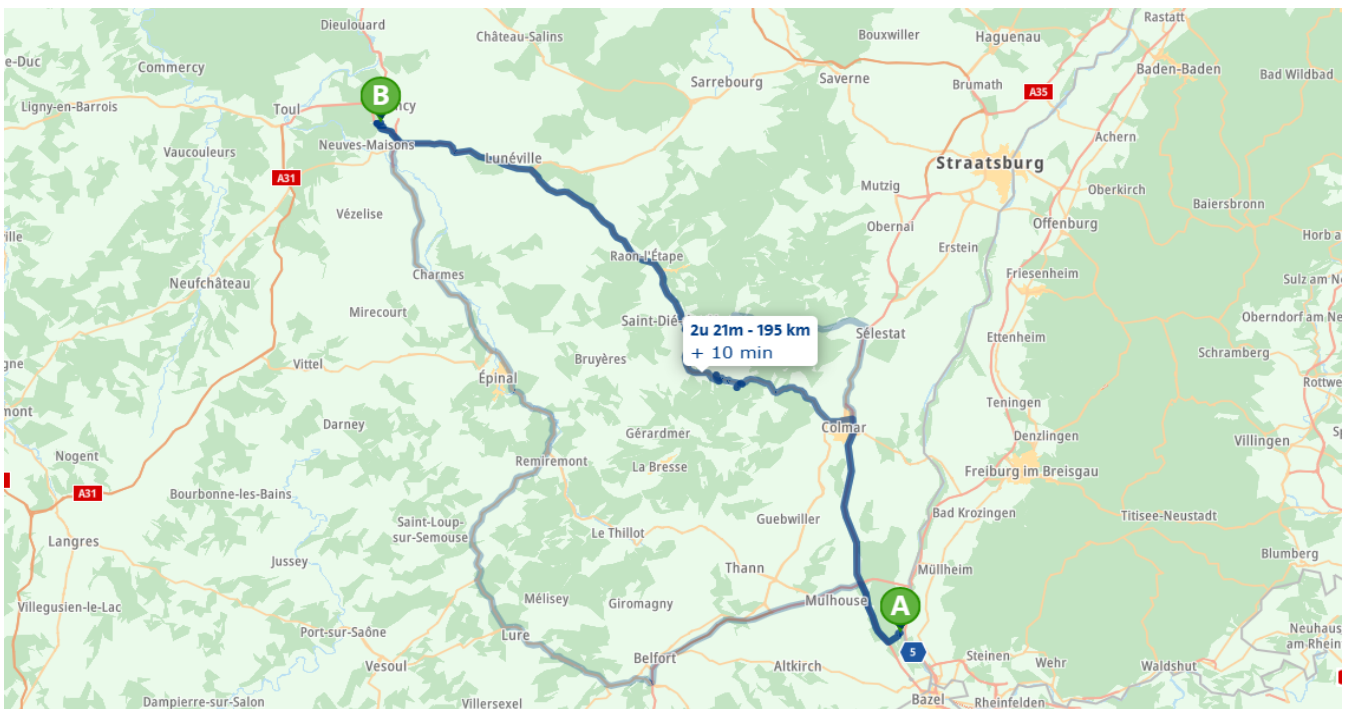 Rastatt
Dieulouard
Château-Salins
Bouxwiller
Haguenau
e-Duc
Commercy
Sarrebourg
Saverne
Brumath
Baden-Baden
Bad Wildbad
A35
B
Ligny-en-Barrois
Toul
ncy
Achern
Vaucouleurs
Neuves-Maisons
Lunéville
Straatsburg
A31
Mutzig
Oberkirch
Baiersbronn
Vézelise
Obernai
Offenburg
ville
Erstein
Horb a
Raon-l'Étape
Charmes
Friesenheim
Neufchâteau
Sulz am N
Mirecourt
Saint-Dié
2u 21m - 195 km
+ 10 min
Sélestat
Ettenheim
Oberndorf am Ne
gne
Vittel
Bruyères
Schramberg
Épinal
Rottwe
mont
Teningen
Darney
Gérardmer
Colmar
Denzlingen
Villingen
Sp
Nogent
Remiremont
La Bresse
Freiburg im Breisgau
A31
Bourbonne-les-Bains
Saint-Loup-
sur-Semouse
Guebwiller
Bad Krozingen
Titisee-Neustadt
Langres
Le Thillot
Jussey
Thann
Müllheim
Blumberg
Villegusien-le-Lac
Mélisey
Giromagny
Mulhouse
A
Port-sur-Saône
Lure
Neuhaus
am Rhein
5
Vesoul
Belfort
Altkirch
Steinen
Wehr
Waldshut
Dampierre-sur-Salon
Villersexel
Bazel
Rheinfelden